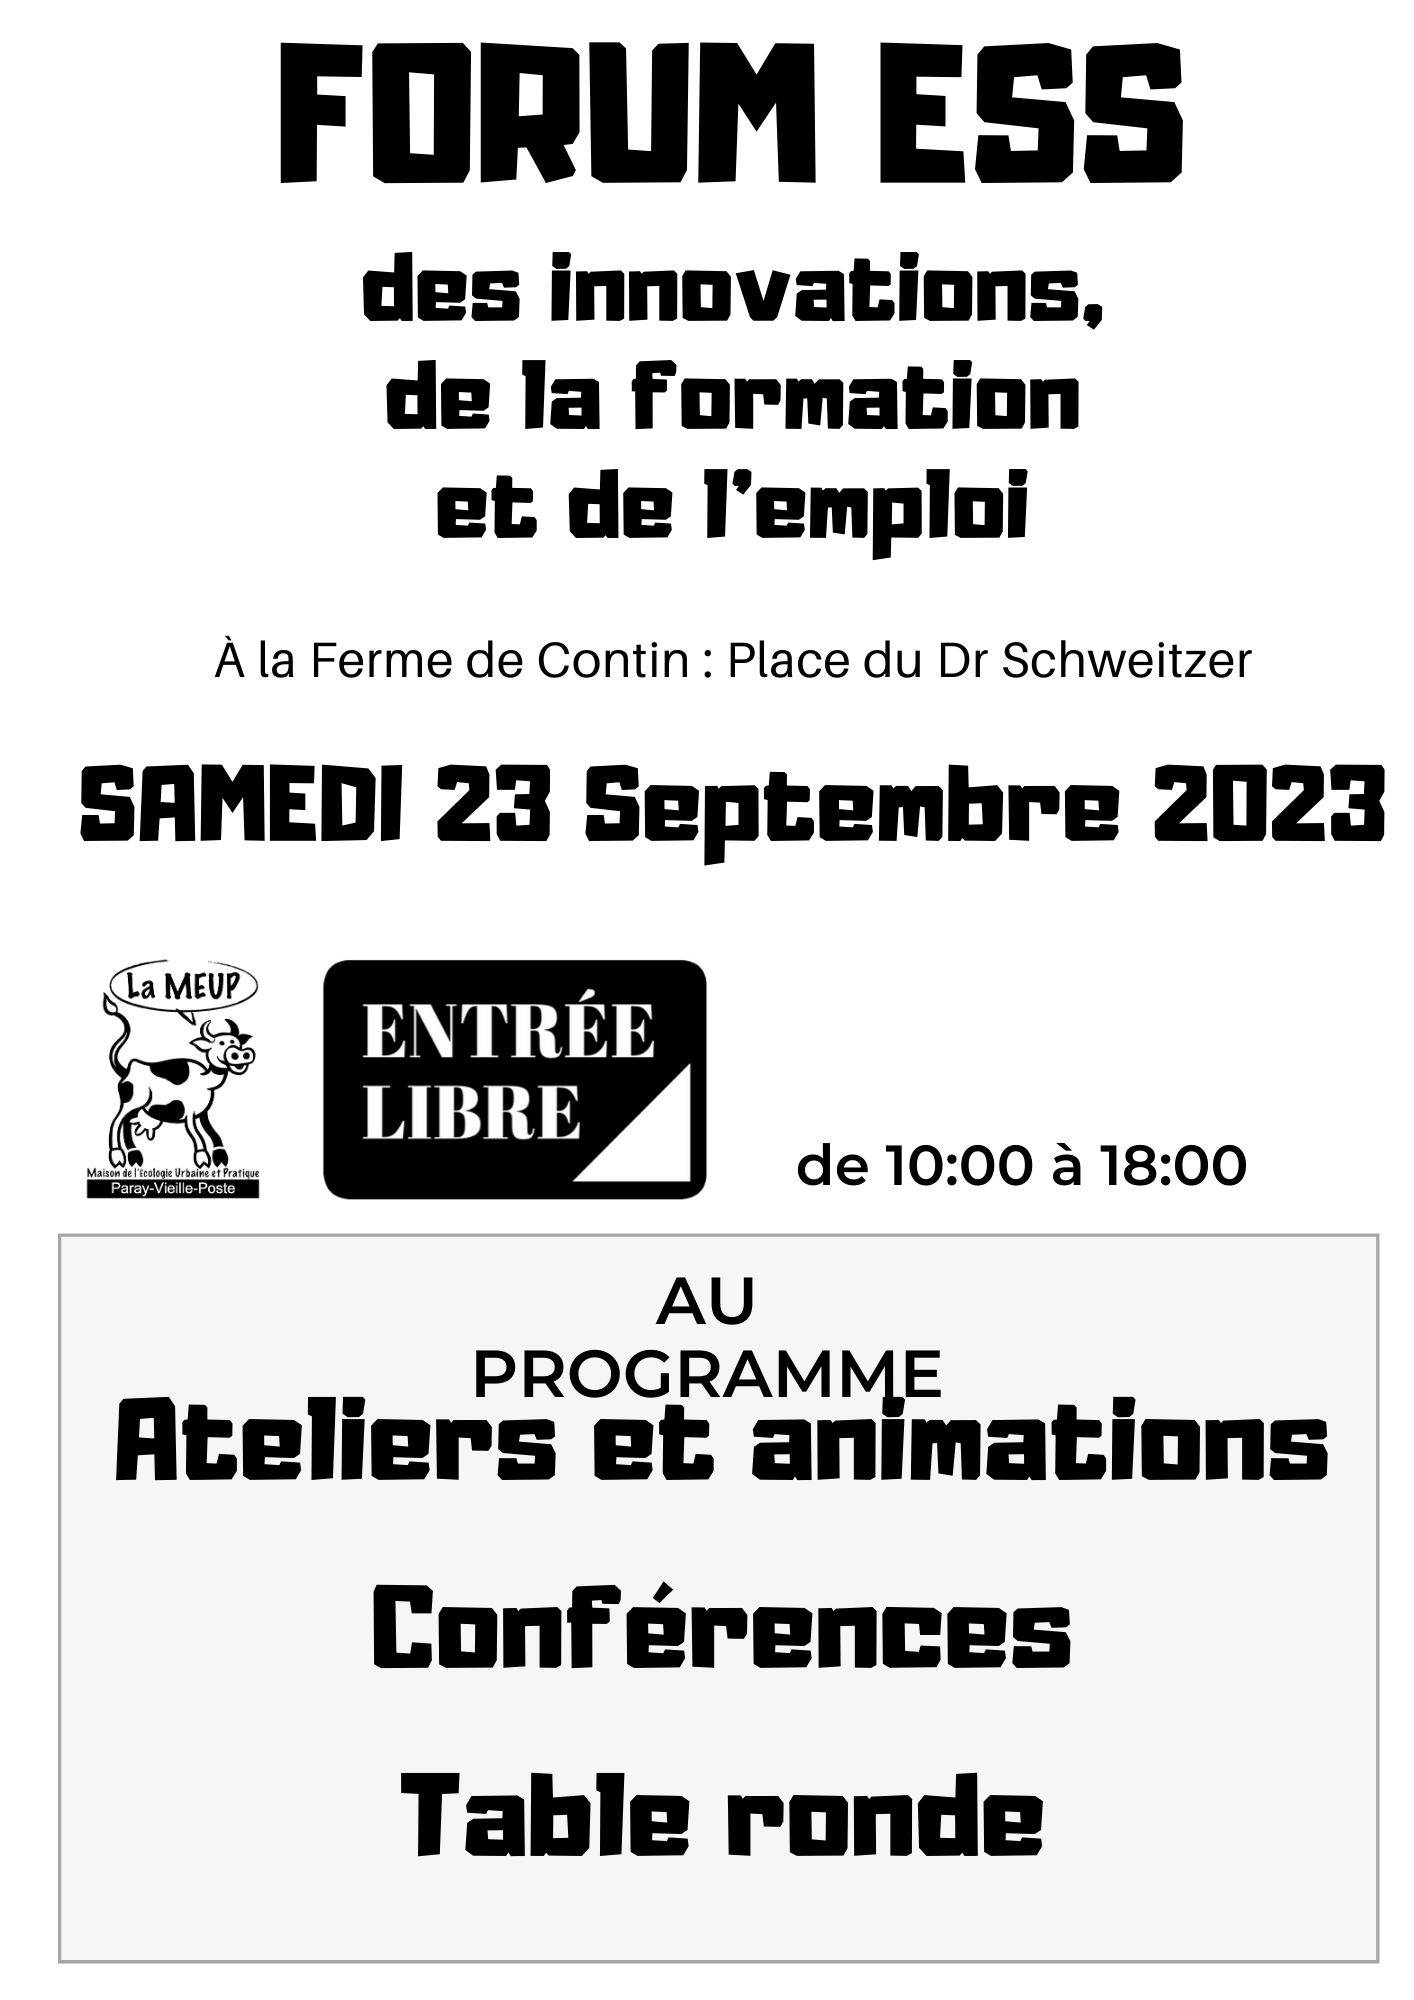 FORUM ESS
des innovations,
de la formation
et de l'emploi
À la Ferme de Contin : Place du Dr Schweitzer
SAMEDI 23 Septembre 2023
La MEUP
Maison de l'Écologie Urbaine et Pratique
Paray-Vieille-Poste
ENTRÉE
LIBRE
de 10:00 à 18:00
AU
PROGRAMME
Ateliers et animations
Conférences
Table ronde